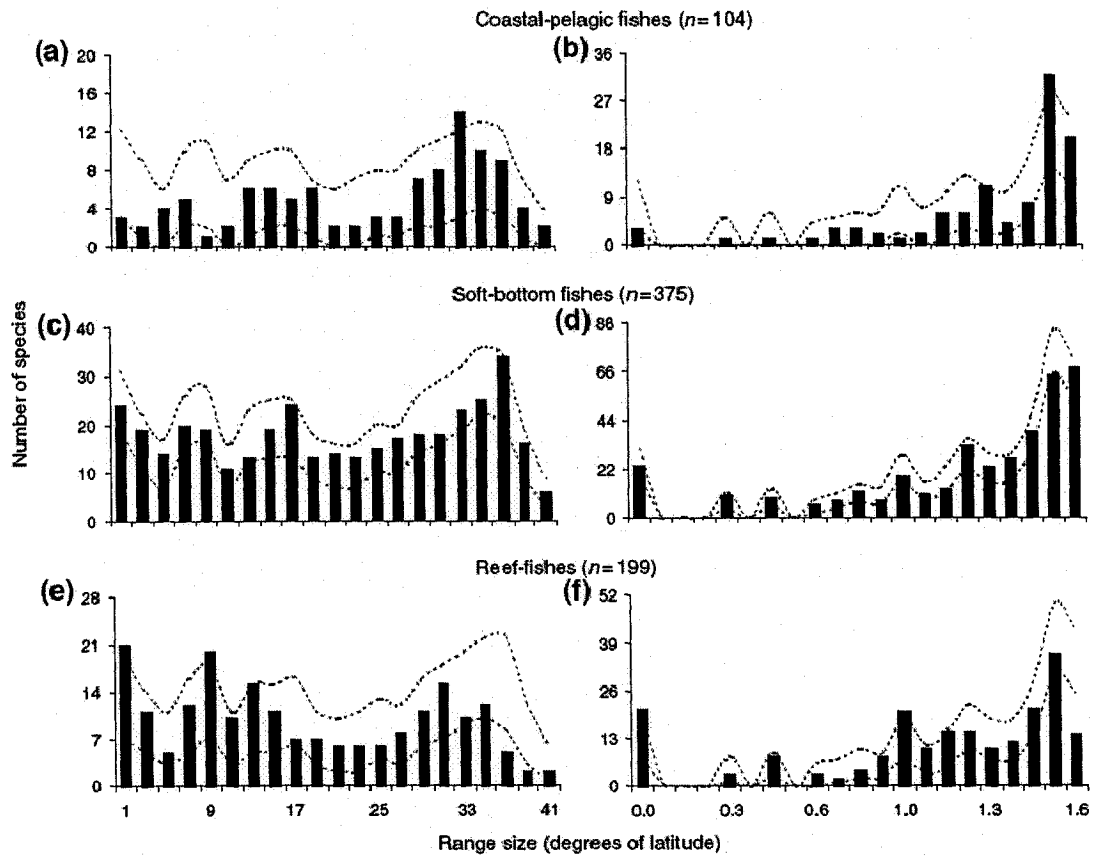 Coastal-pelagic fishes (n=104)
(a)
20
16
12
8
4
0
(b)
36
27
18
9
0
Soft-bottom fishes (n=375)
(c)
40
30
20
10
0
(d)
88
66
44
22
0
Reef-fishes (n=199)
(e)
28
21
14
7
0
1 9 17 25 33 41
(f)
52
39
26
13
0
0.0 0.3 0.6 1.0 1.3 1.6
Number of species
Range size (degrees of latitude)